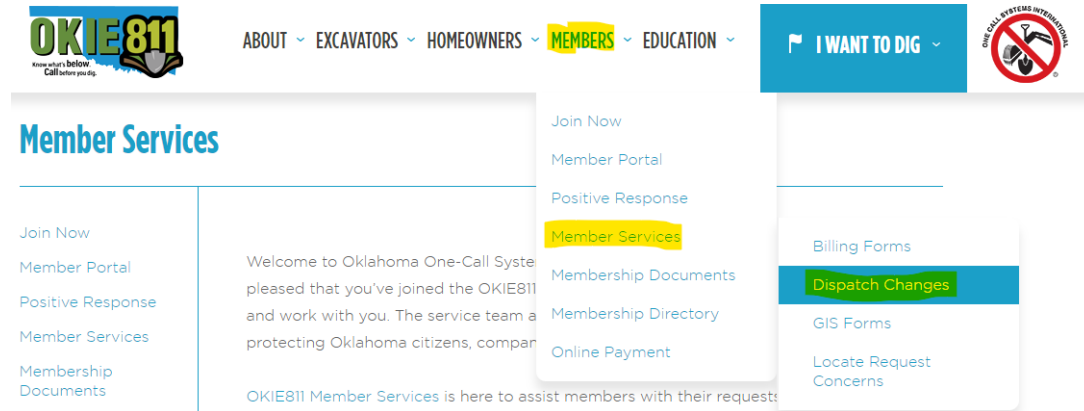 OKIE811
Know what's below.
Call before you dig.
ABOUT EXCAVATORS HOMEOWNERS MEMBERS EDUCATION
I WANT TO DIG
ONE CALL SYSTEMS INTERNATIONAL
Member Services
Join Now
Member Portal
Positive Response
Member Services
Membership Documents
Membership Directory
Online Payment
Billing Forms
Dispatch Changes
GIS Forms
Locate Request
Concerns
Join Now
Member Portal
Positive Response
Member Services
Membership
Documents
Welcome to Oklahoma One-Call Syste
pleased that you've joined the OKIE811
and work with you. The service team a
protecting Oklahoma citizens, compan
OKIE811 Member Services is here to assist members with their requests